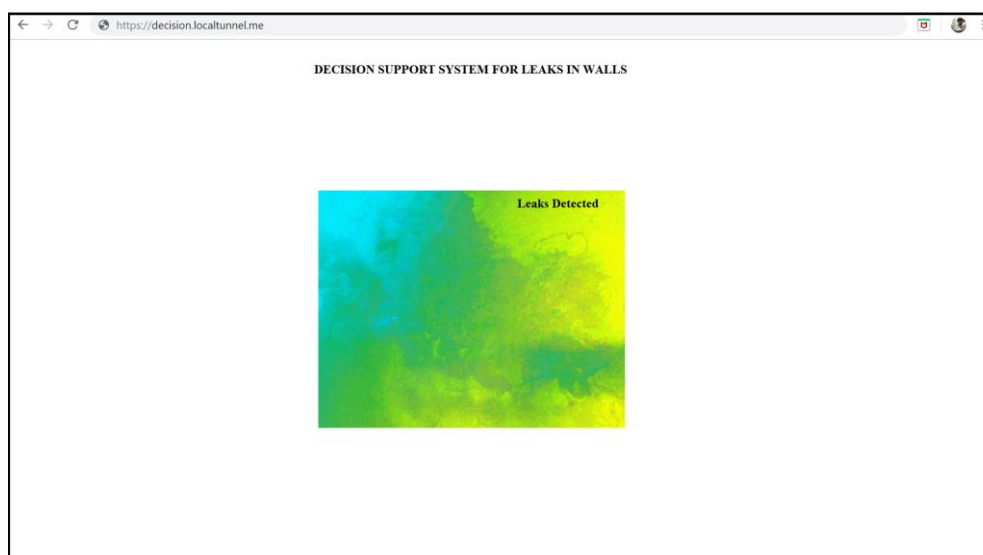 https://decision.localtunnel.me
DECISION SUPPORT SYSTEM FOR LEAKS IN WALLS
Leaks Detected